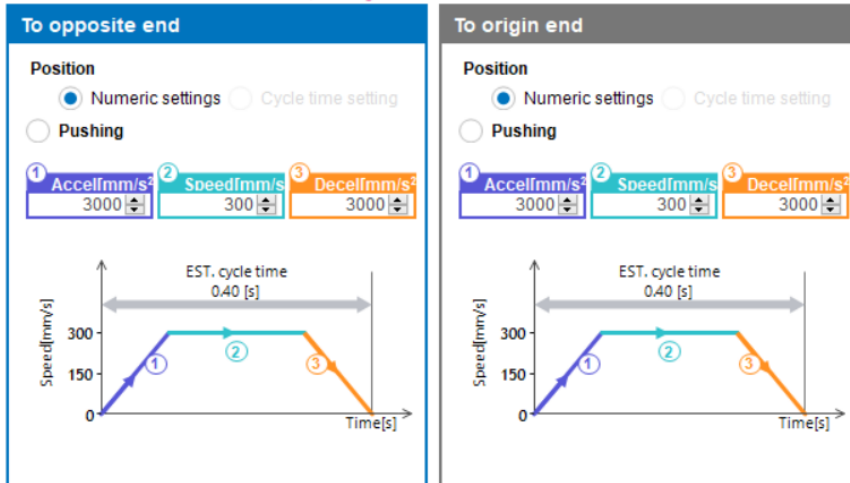 To opposite end
Position
Numeric settings Cycle time setting
Pushing
1 Accel[mm/s² 2 Speed[mm/s 3 Decel[mm/s²
3000 300 3000
EST. cycle time
0.40 [s]
Speed[mm/s]
300
150
0
1 2 3
Time[s]
To origin end
Position
Numeric settings Cycle time setting
Pushing
1 Accel[mm/s² 2 Speed[mm/s 3 Decel[mm/s²
3000 300 3000
EST. cycle time
0.40 [s]
Speed[mm/s]
300
150
0
1 2 3
Time[s]